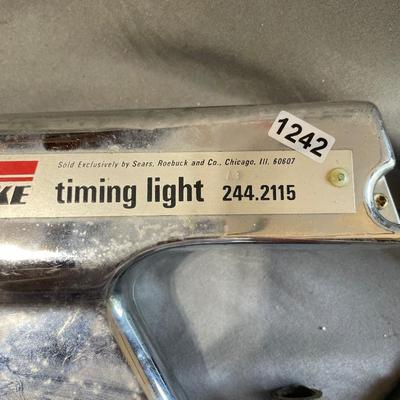 1242
Sold Exclusively by Sears, Roebuck and Co., Chicago, Ill. 60607
KE timing light 244.2115